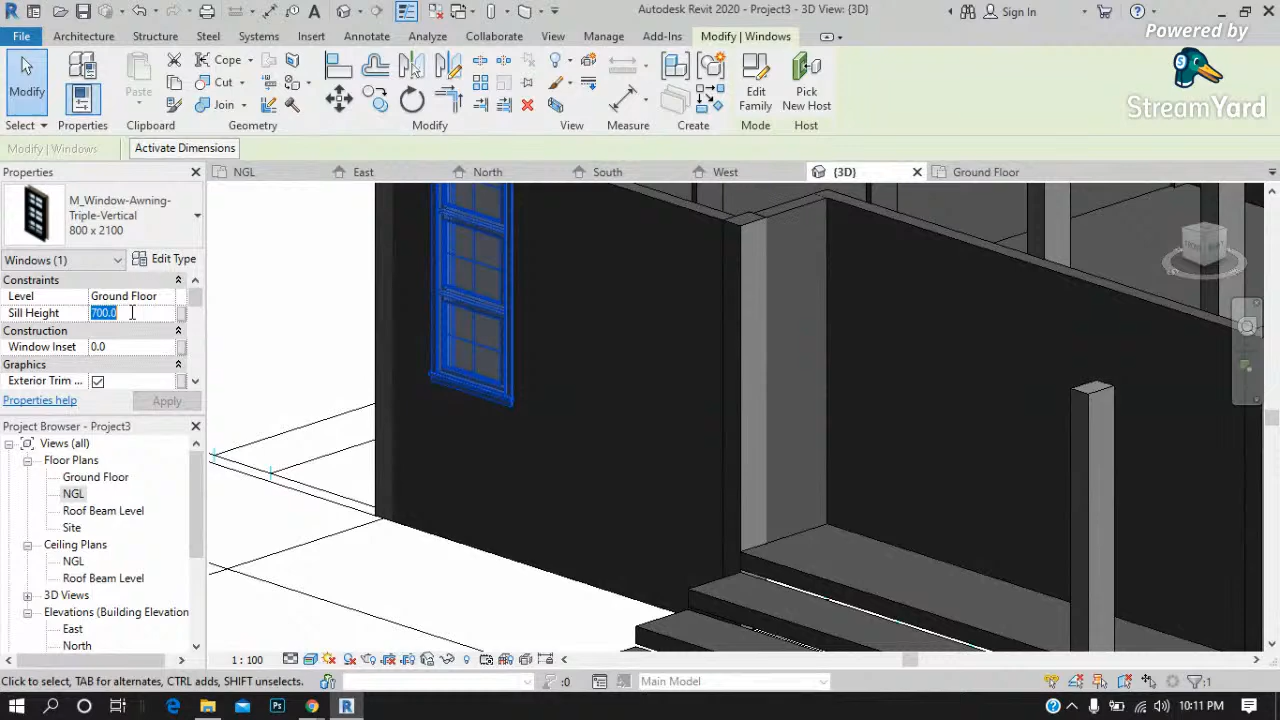 Autodesk Revit 2020 - Project3 - 3D View: {3D}
Sign In
File
Architecture
Structure
Steel
Systems
Insert
Annotate
Analyze
Collaborate
View
Manage
Add-Ins
Modify | Windows
Powered by
StreamYard
Modify
Paste
Cope
Cut
Join
Edit
Family
Pick
New Host
Select
Properties
Clipboard
Geometry
Modify
View
Measure
Create
Mode
Host
Modify | Windows
Activate Dimensions
Properties
NGL
East
North
South
West
{3D}
Ground Floor
M_Window-Awning-
Triple-Vertical
800 x 2100
Windows (1)
Edit Type
Constraints
Level
Ground Floor
Sill Height
700.0
Construction
Window Inset
0.0
Graphics
Exterior Trim ...
Properties help
Apply
Project Browser - Project3
Views (all)
Floor Plans
Ground Floor
NGL
Roof Beam Level
Site
Ceiling Plans
NGL
Roof Beam Level
3D Views
Elevations (Building Elevation
East
North
1 : 100
Click to select, TAB for alternates, CTRL adds, SHIFT unselects.
:0
Main Model
:1
10:11 PM